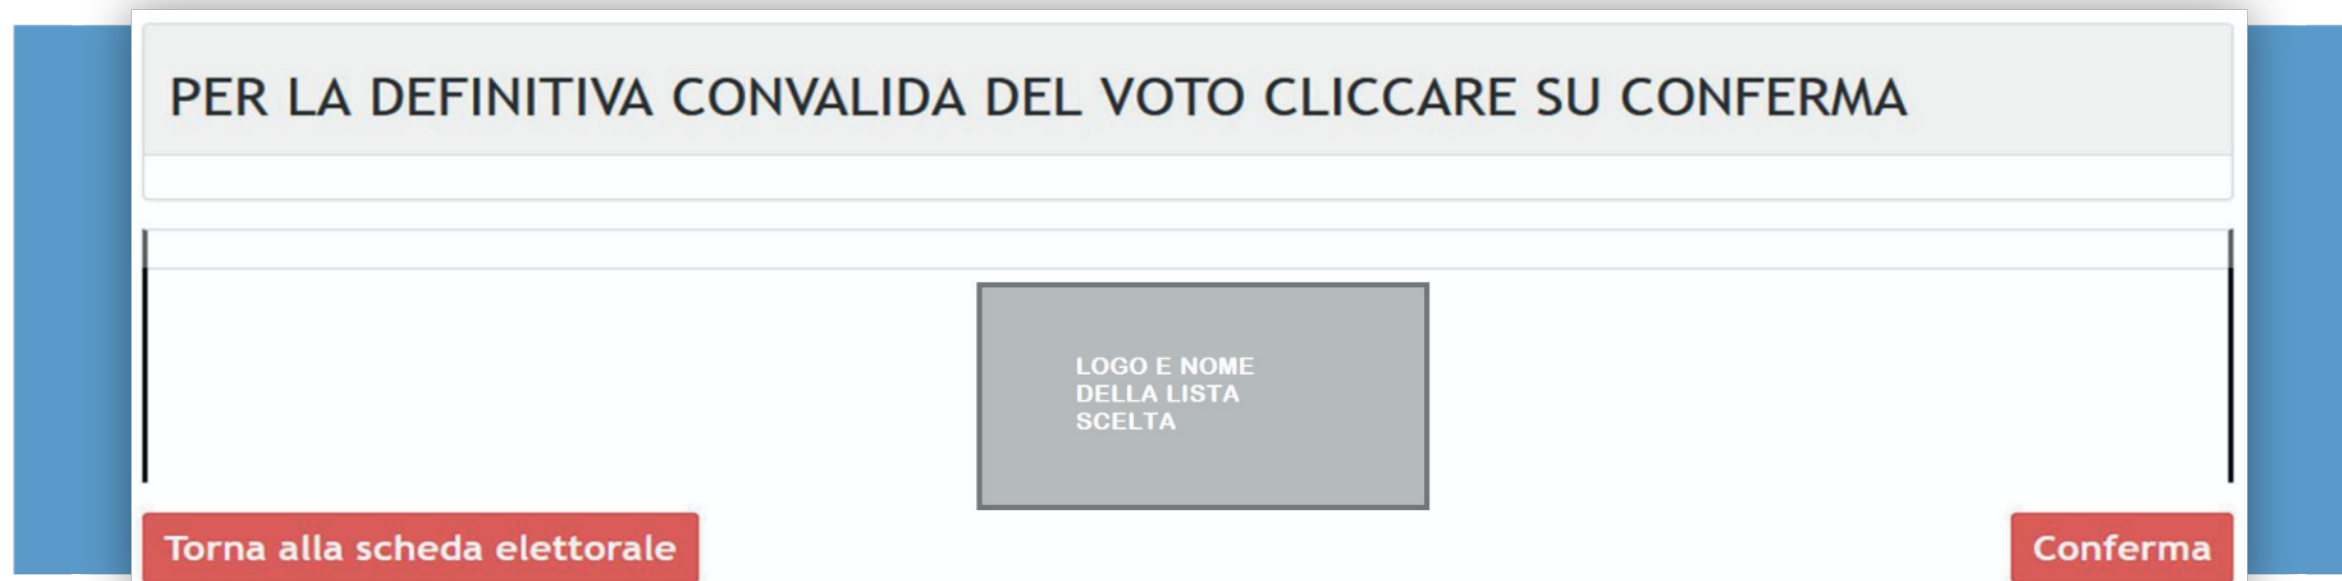 PER LA DEFINITIVA CONVALIDA DEL VOTO CLICCARE SU CONFERMA
LOGO E NOME
DELLA LISTA
SCELTA
Torna alla scheda elettorale
Conferma